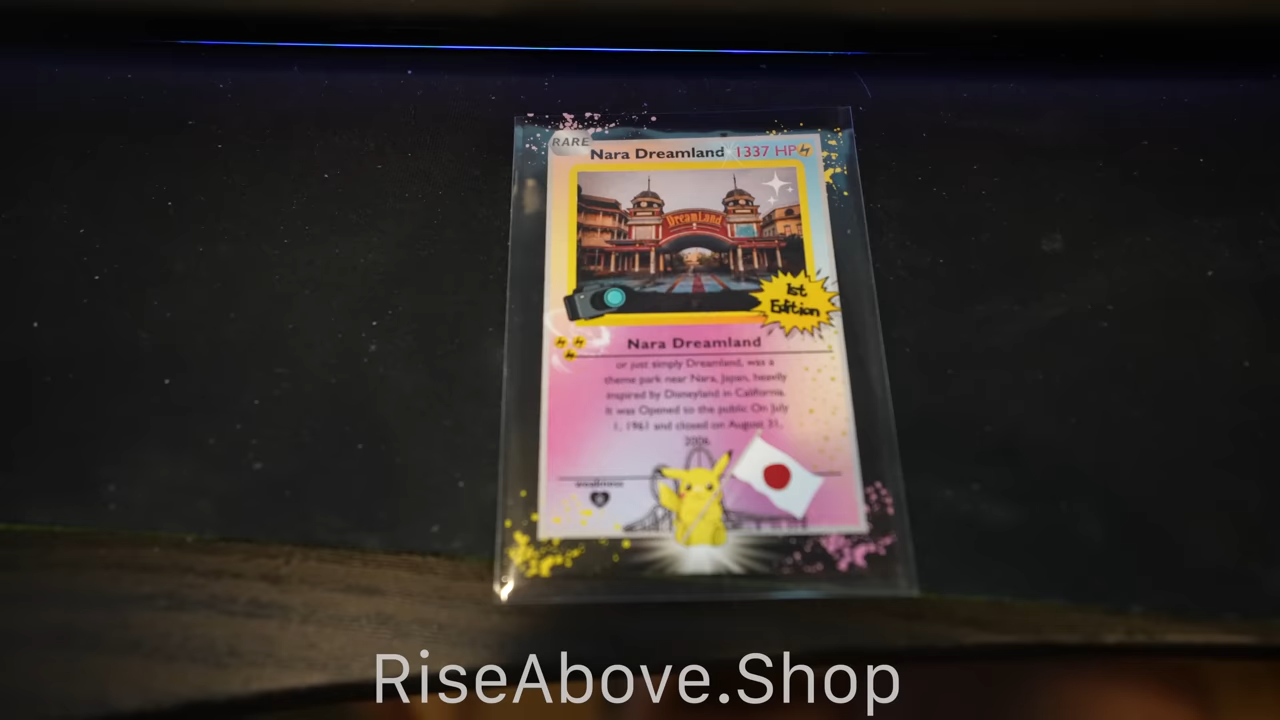 RARE
Nara Dreamland 1337 HP
DreamLand
1st
Edition
Nara Dreamland
or just simply Dreamland, was a
theme park near Nara, Japan, heavily
inspired by Disneyland in California.
It was Opened to the public On July
1, 1961 and closed on August 31,
2006
weakness
RiseAbove.Shop